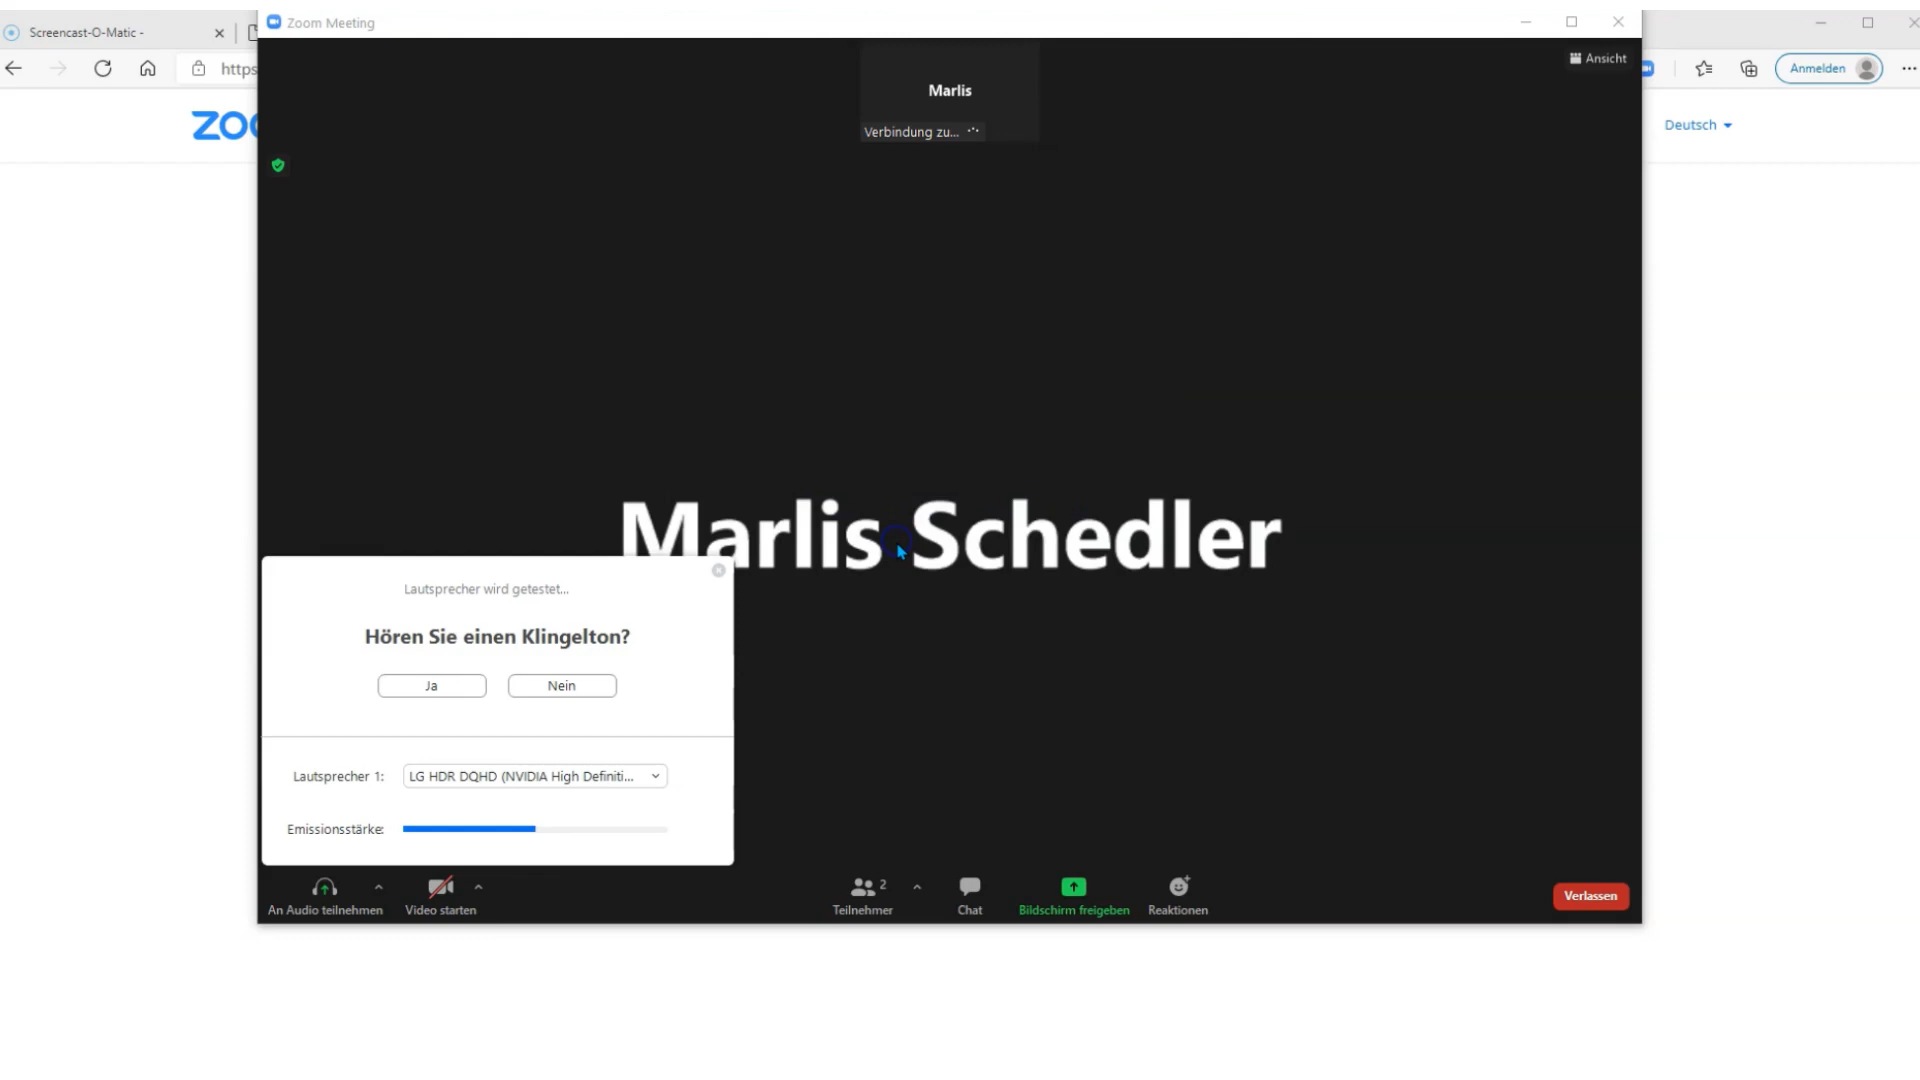 Screencast-O-Matic -
Zoom Meeting
https
Anmelden
Ansicht
Marlis
Verbindung zu...
Deutsch
Marlis Schedler
Lautsprecher wird getestet...
Hören Sie einen Klingelton?
Ja
Nein
Lautsprecher 1:
LG HDR DQHD (NVIDIA High Definiti...
Emissionsstärke:
2
An Audio teilnehmen
Video starten
Teilnehmer
Chat
Bildschirm freigeben
Reaktionen
Verlassen